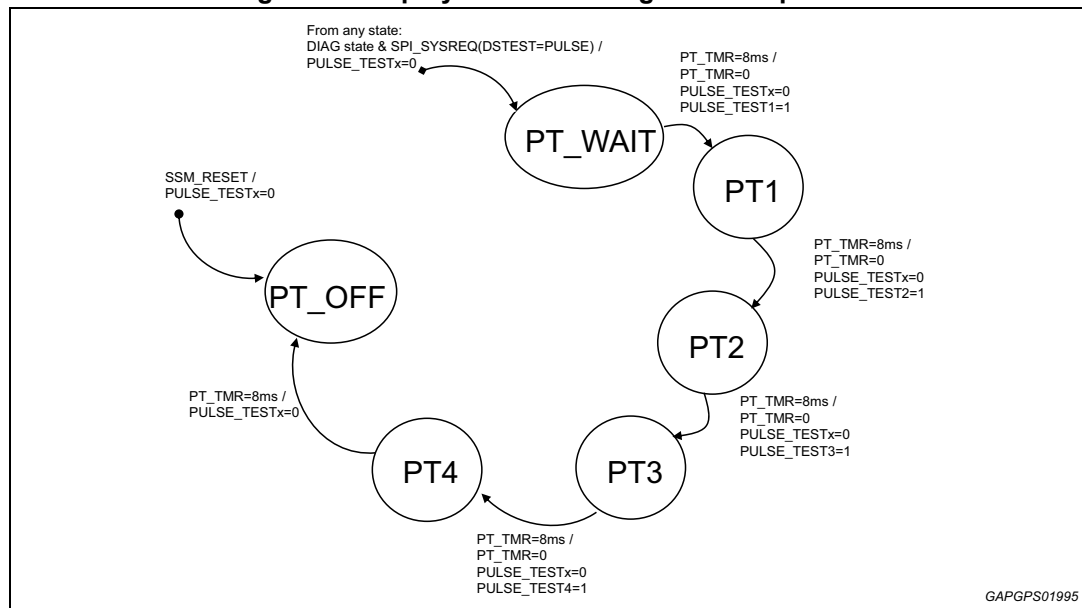 From any state:
DIAG state & SPI_SYSREQ(DSTEST=PULSE) /
PULSE_TESTx=0
PT_TMR=8ms /
PT_TMR=0
PULSE_TESTx=0
PULSE_TEST1=1
PT_WAIT
PT1
SSM_RESET /
PULSE_TESTx=0
PT_TMR=8ms /
PT_TMR=0
PULSE_TESTx=0
PULSE_TEST2=1
PT_OFF
PT2
PT_TMR=8ms /
PULSE_TESTx=0
PT_TMR=8ms /
PT_TMR=0
PULSE_TESTx=0
PULSE_TEST3=1
PT4
PT3
PT_TMR=8ms /
PT_TMR=0
PULSE_TESTx=0
PULSE_TEST4=1
GAPGPS01995